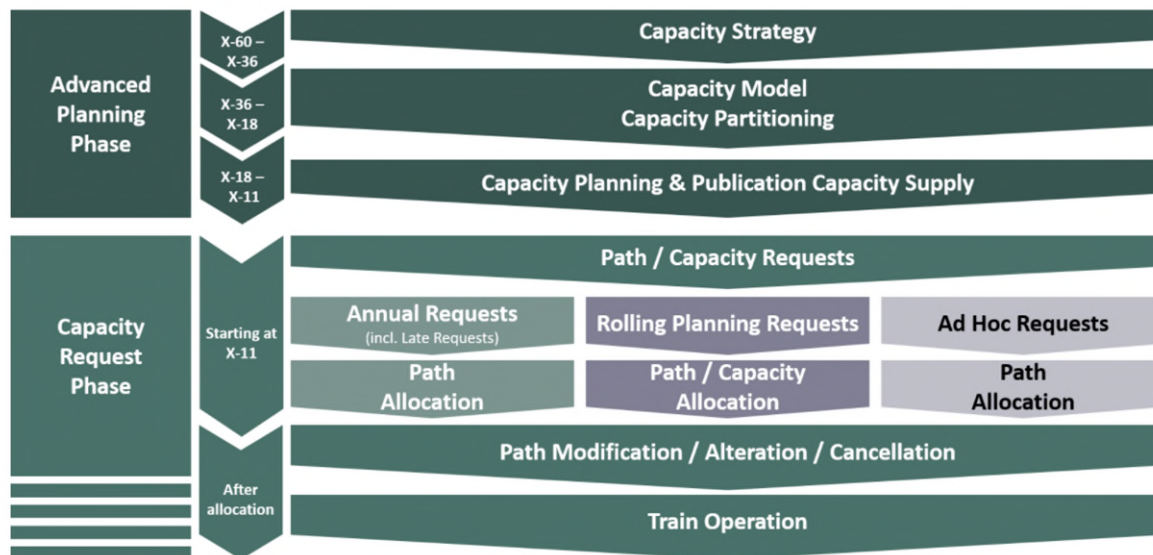 Advanced
Planning
Phase
X-60 –
X-36
Capacity Strategy
X-36 –
X-18
Capacity Model
Capacity Partitioning
X-18 –
X-11
Capacity Planning & Publication Capacity Supply
Capacity
Request
Phase
Starting at
X-11
Path / Capacity Requests
Annual Requests
(incl. Late Requests)
Rolling Planning Requests
Ad Hoc Requests
Path
Allocation
Path / Capacity
Allocation
Path
Allocation
After
allocation
Path Modification / Alteration / Cancellation
Train Operation